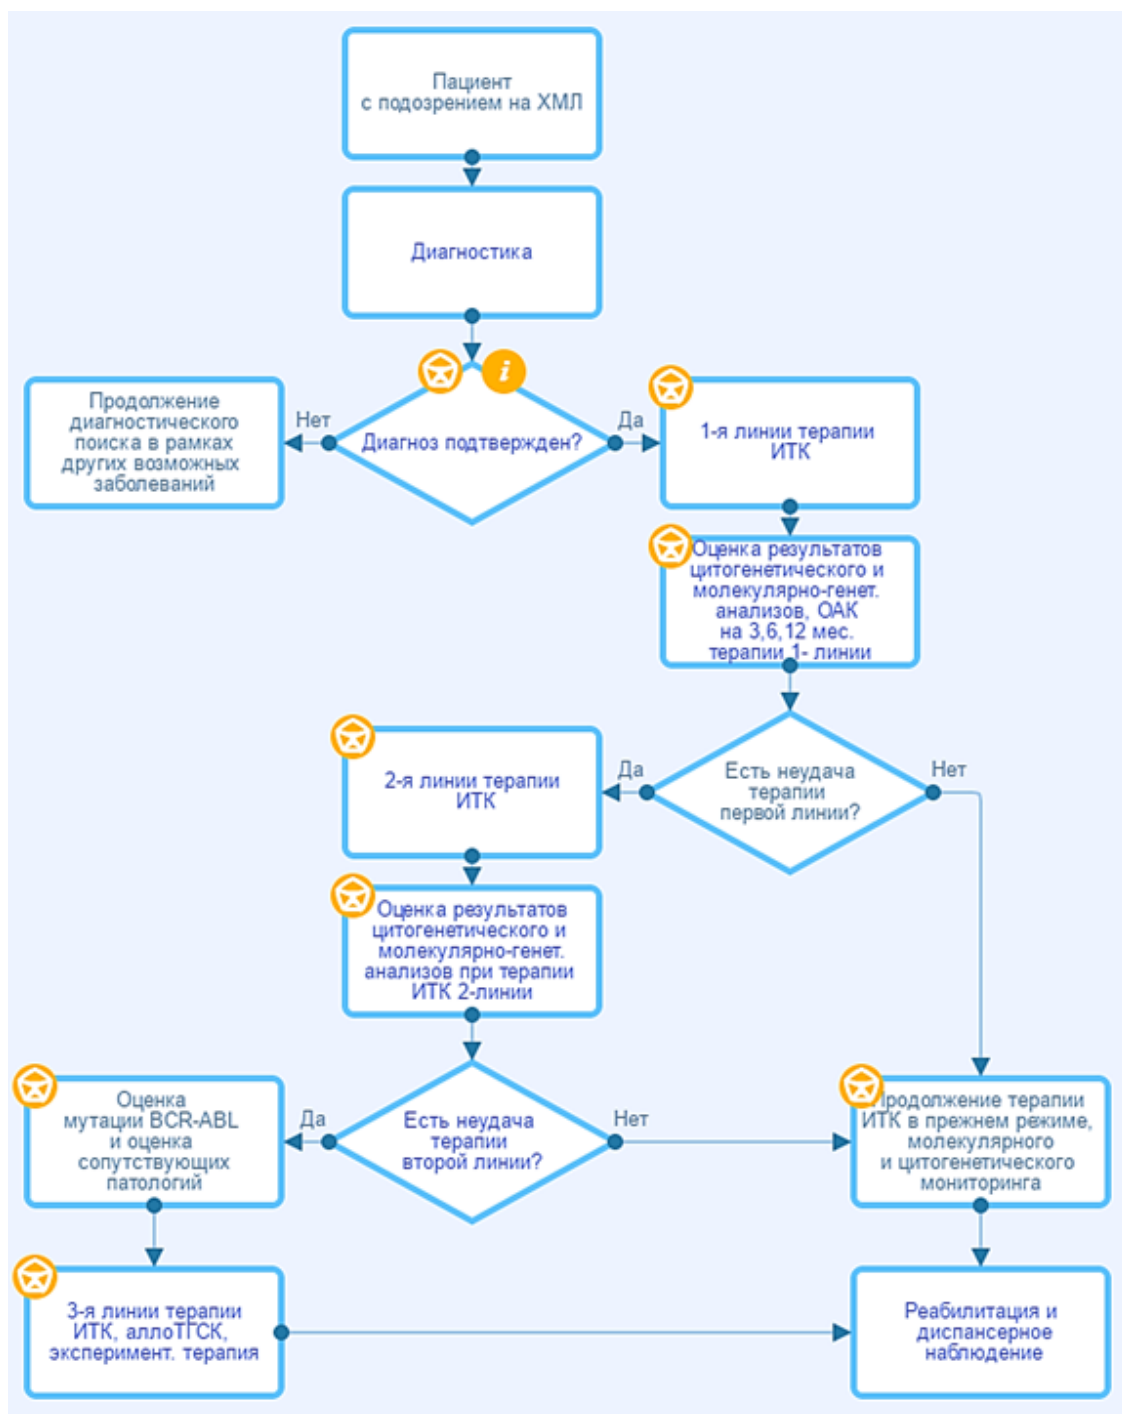 Пациент
с подозрением на ХМЛ
Диагностика
Диагноз подтвержден?
Нет
Да
Продолжение
диагностического
поиска в рамках
других возможных
заболеваний
1-я линии терапии
ИТК
Оценка результатов
цитогенетического и
молекулярно-генет.
анализов, ОАК
на 3,6,12 мес.
терапии 1- линии
Есть неудача
терапии
первой линии?
Да
Нет
2-я линии терапии
ИТК
Оценка результатов
цитогенетического и
молекулярно-генет.
анализов при терапии
ИТК 2-линии
Есть неудача
терапии
второй линии?
Да
Нет
Оценка
мутации BCR-ABL
и оценка
сопутствующих
патологий
Продолжение терапии
ИТК в прежнем режиме,
молекулярного
и цитогенетического
мониторинга
3-я линии терапии
ИТК, аллоТГСК,
эксперимент. терапия
Реабилитация и
диспансерное
наблюдение